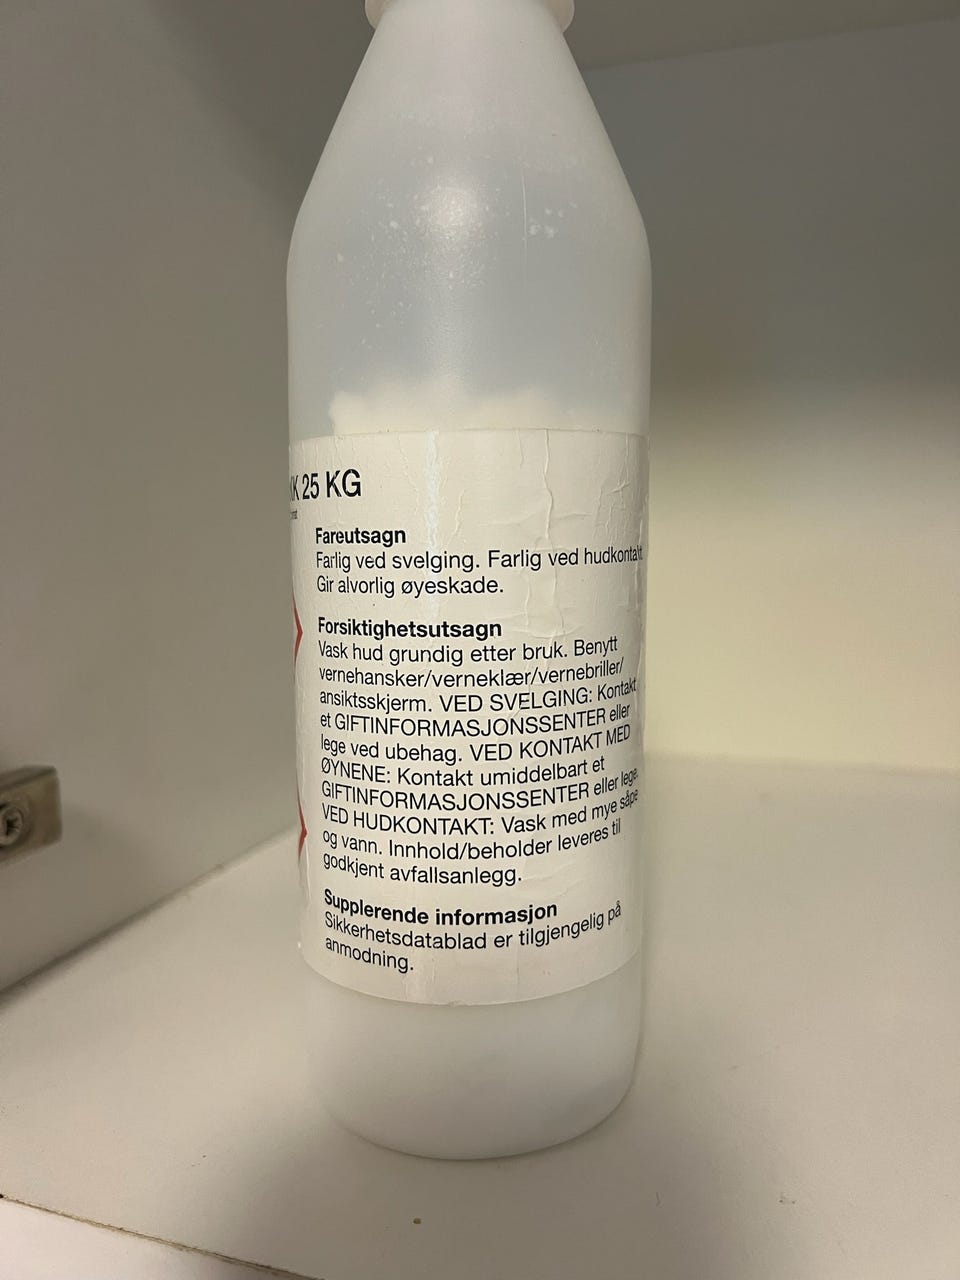 KK 25 KG
Fareutsagn
Farlig ved svelging. Farlig ved hudkontakt
Gir alvorlig øyeskade.
Forsiktighetsutsagn
Vask hud grundig etter bruk. Benytt
vernehansker/verneklær/vernebriller/
ansiktsskjerm. VED SVELGING: Kontakt
et GIFTINFORMASJONSSENTER eller
lege ved ubehag. VED KONTAKT MED
ØYNENE: Kontakt umiddelbart et
GIFTINFORMASJONSSENTER eller lege.
VED HUDKONTAKT: Vask med mye såpe
og vann. Innhold/beholder leveres til
godkjent avfallsanlegg.
Supplerende informasjon
Sikkerhetsdatablad er tilgjengelig på
anmodning.